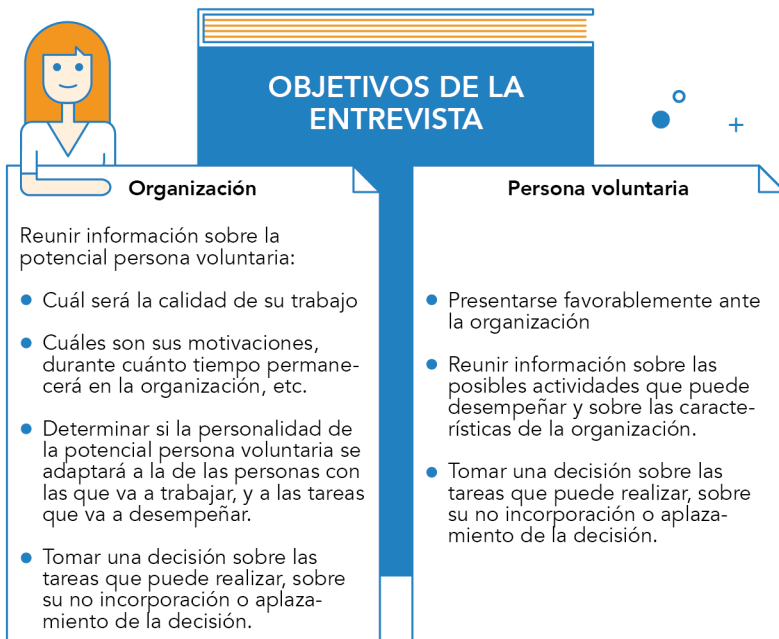 OBJETIVOS DE LA
ENTREVISTA
Organización
Reunir información sobre la
potencial persona voluntaria:
Cuál será la calidad de su trabajo
Cuáles son sus motivaciones,
durante cuánto tiempo permane-
cerá en la organización, etc.
Determinar si la personalidad de
la potencial persona voluntaria se
adaptará a la de las personas con
las que va a trabajar, y a las tareas
que va a desempeñar.
Tomar una decisión sobre las
tareas que puede realizar, sobre
su no incorporación o aplaza-
miento de la decisión.
Persona voluntaria
Presentarse favorablemente ante
la organización
Reunir información sobre las
posibles actividades que puede
desempeñar y sobre las caracte-
rísticas de la organización.
Tomar una decisión sobre las
tareas que puede realizar, sobre
su no incorporación o aplaza-
miento de la decisión.